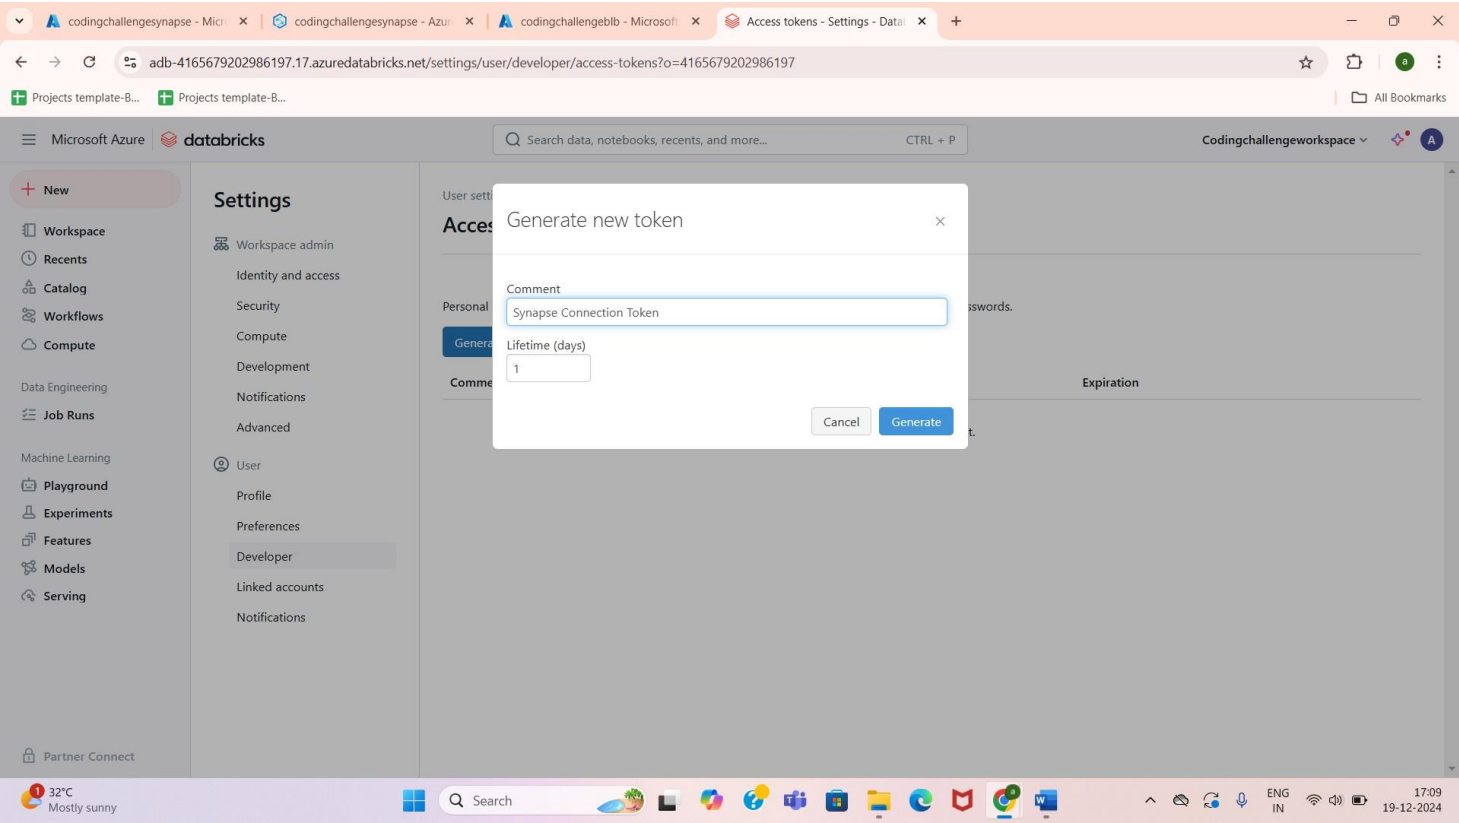 codingchallengesynapse - Micr
codingchallengesynapse - Azur
codingchallengeblb - Microsoft
Access tokens - Settings - Data
adb-4165679202986197.17.azuredatabricks.net/settings/user/developer/access-tokens?o=4165679202986197
a
Projects template-B...
Projects template-B...
All Bookmarks
Microsoft Azure
databricks
Search data, notebooks, recents, and more...
CTRL + P
Codingchallengeworkspace
A
New
Workspace
Recents
Catalog
Workflows
Compute
Data Engineering
Job Runs
Machine Learning
Playground
Experiments
Features
Models
Serving
Partner Connect
Settings
Workspace admin
Identity and access
Security
Compute
Development
Notifications
Advanced
User
Profile
Preferences
Developer
Linked accounts
Notifications
User setti
Acces
Personal
sswords.
Genera
Comme
Expiration
t.
Generate new token
Comment
Synapse Connection Token
Lifetime (days)
1
Cancel
Generate
1
32°C
Mostly sunny
Search
a
W
ENG
IN
17:09
19-12-2024